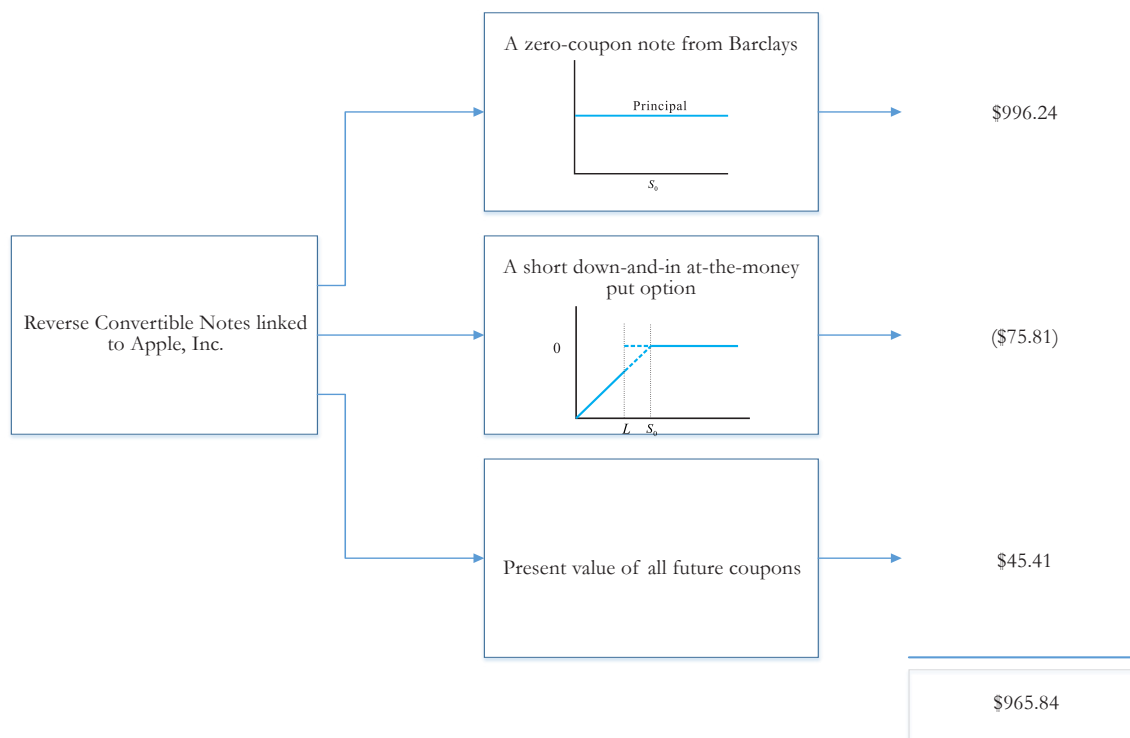 A zero-coupon note from Barclays
Principal
S0
$996.24
Reverse Convertible Notes linked
to Apple, Inc.
A short down-and-in at-the-money
put option
0
L S0
($75.81)
Present value of all future coupons
$45.41
$965.84